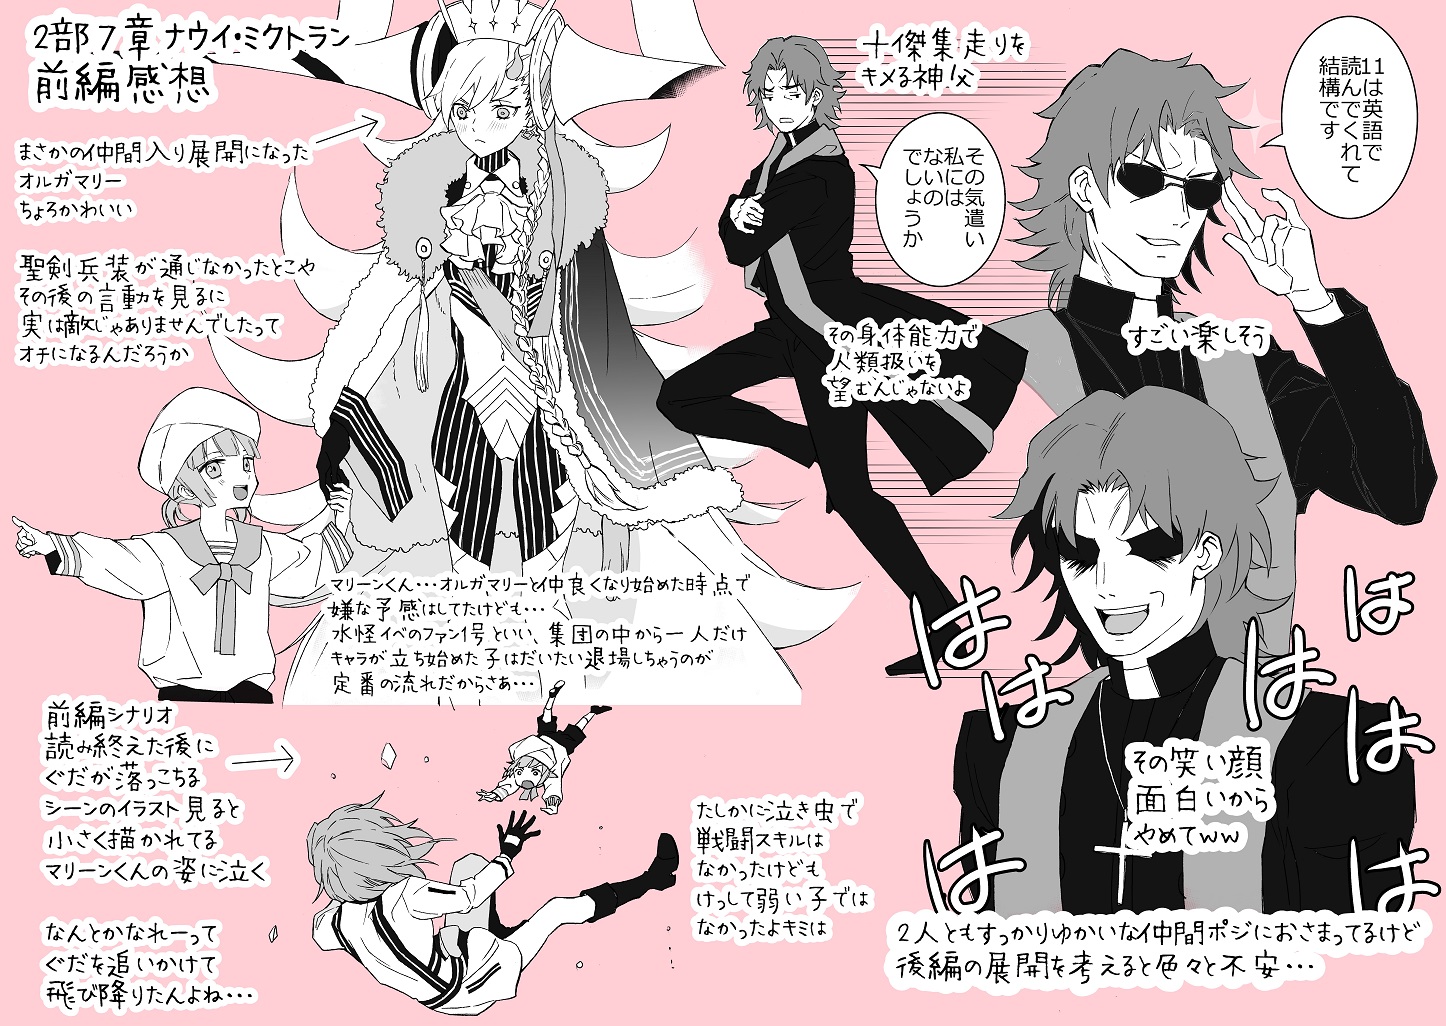 2部7章ナウイ・ミクトラン
前編感想
まさかの仲間入り展開になった
オルガマリー
ちょろかわいい
聖剣兵装が通じなかったとこや
その後の言動を見るに
実は敵じゃありませんでしたって
オチになるんだろうか
マリーンくん・・・オルガマリーと仲良くなり始めた時点で
嫌な予感はしてたけども・・・
水怪イベのファン1号といい、集団の中から一人だけ
キャラが立ち始めた子はだいたい退場しちゃうのが
定番の流れだからさあ・・・
前編シナリオ
読み終えた後に
ぐだが落っこちる
シーンのイラスト見ると
小さく描かれてる
マリーンくんの姿に泣く
なんとかなれーって
ぐだを追いかけて
飛び降りたんよね・・・
たしかに泣き虫で
戦闘スキルは
なかったけども
けっして弱い子では
なかったよキミは
十傑集走りを
キメる神父
その気遣い
私には
ないの
でしょうか
その身体能力で
人類扱いを
望むんじゃないよ
11は英語で
読んでくれて
結構です
すごい楽しそう
は
は
は
は
は
は
は
その笑い顔
面白いから
やめてww
2人ともすっかりゆかいな仲間ポジにおさまってるけど
後編の展開を考えると色々と不安・・・